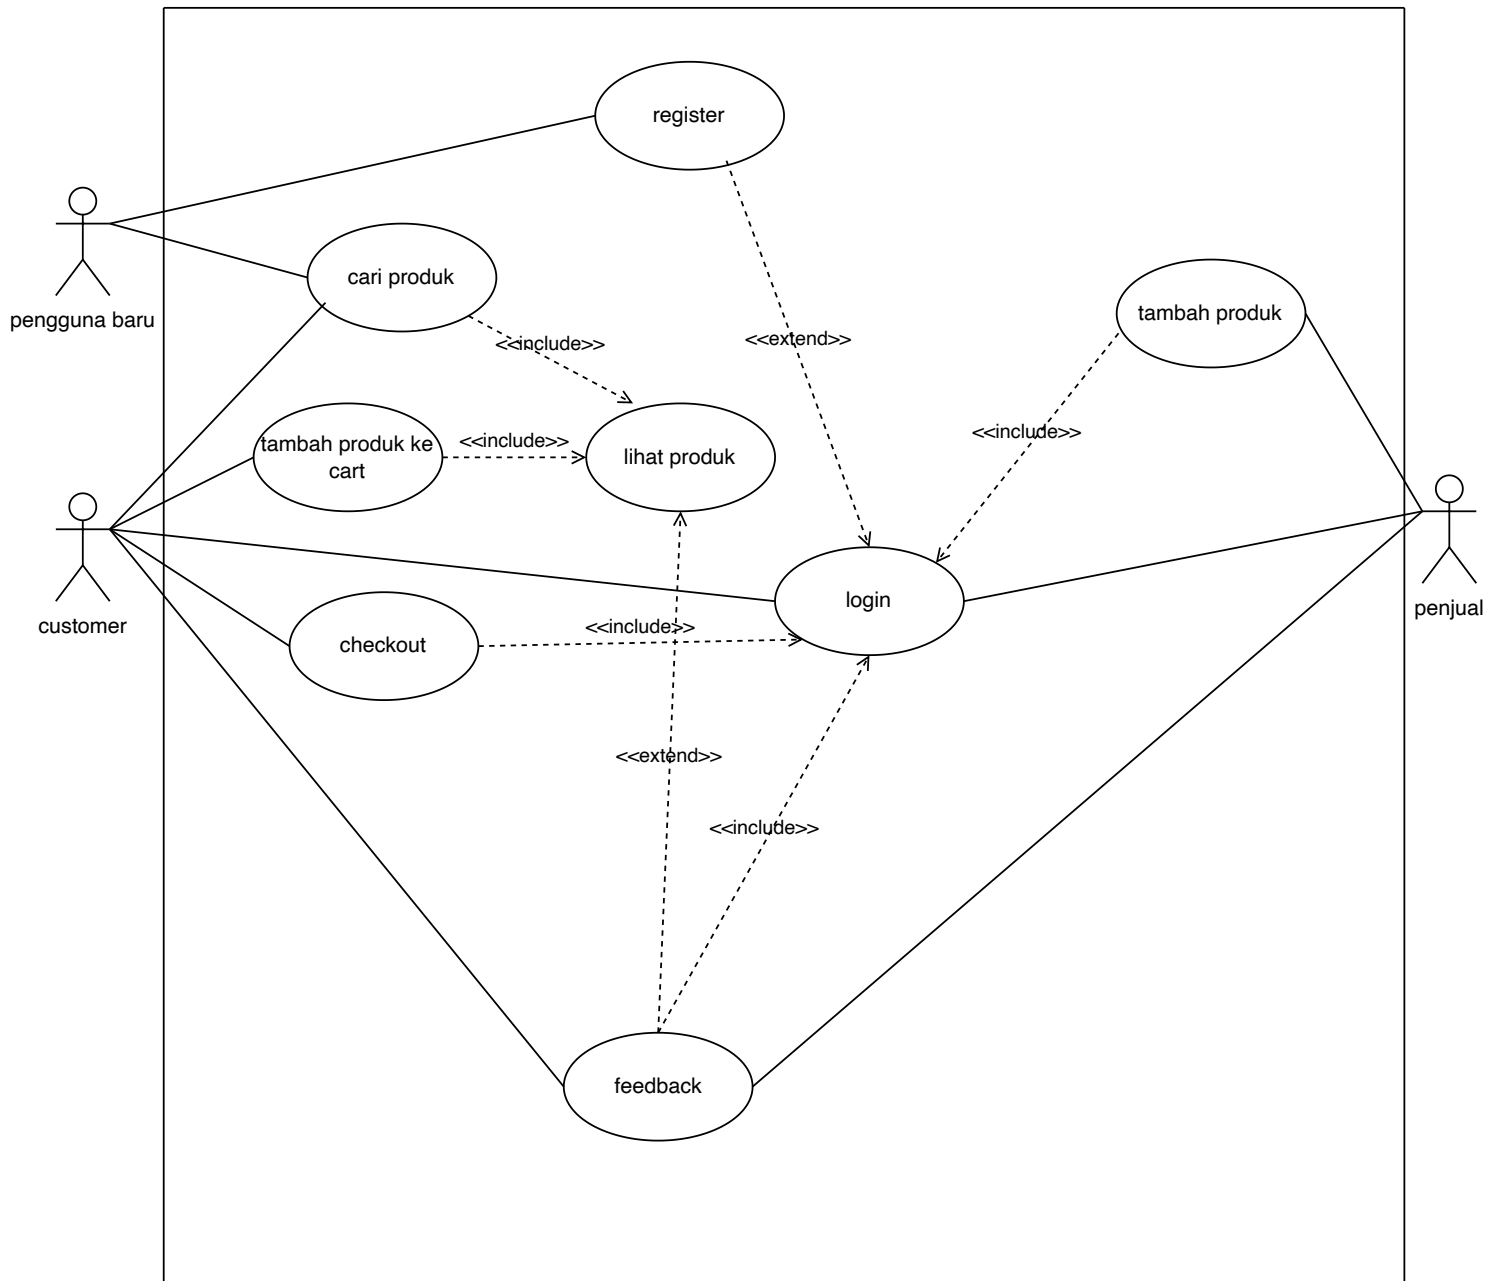 register
cari produk
pengguna baru
tambah produk
<<include>>
<<extend>>
<<include>>
tambah produk ke
cart
<<include>>
lihat produk
login
customer
penjual
checkout
<<include>>
<<extend>>
<<include>>
feedback